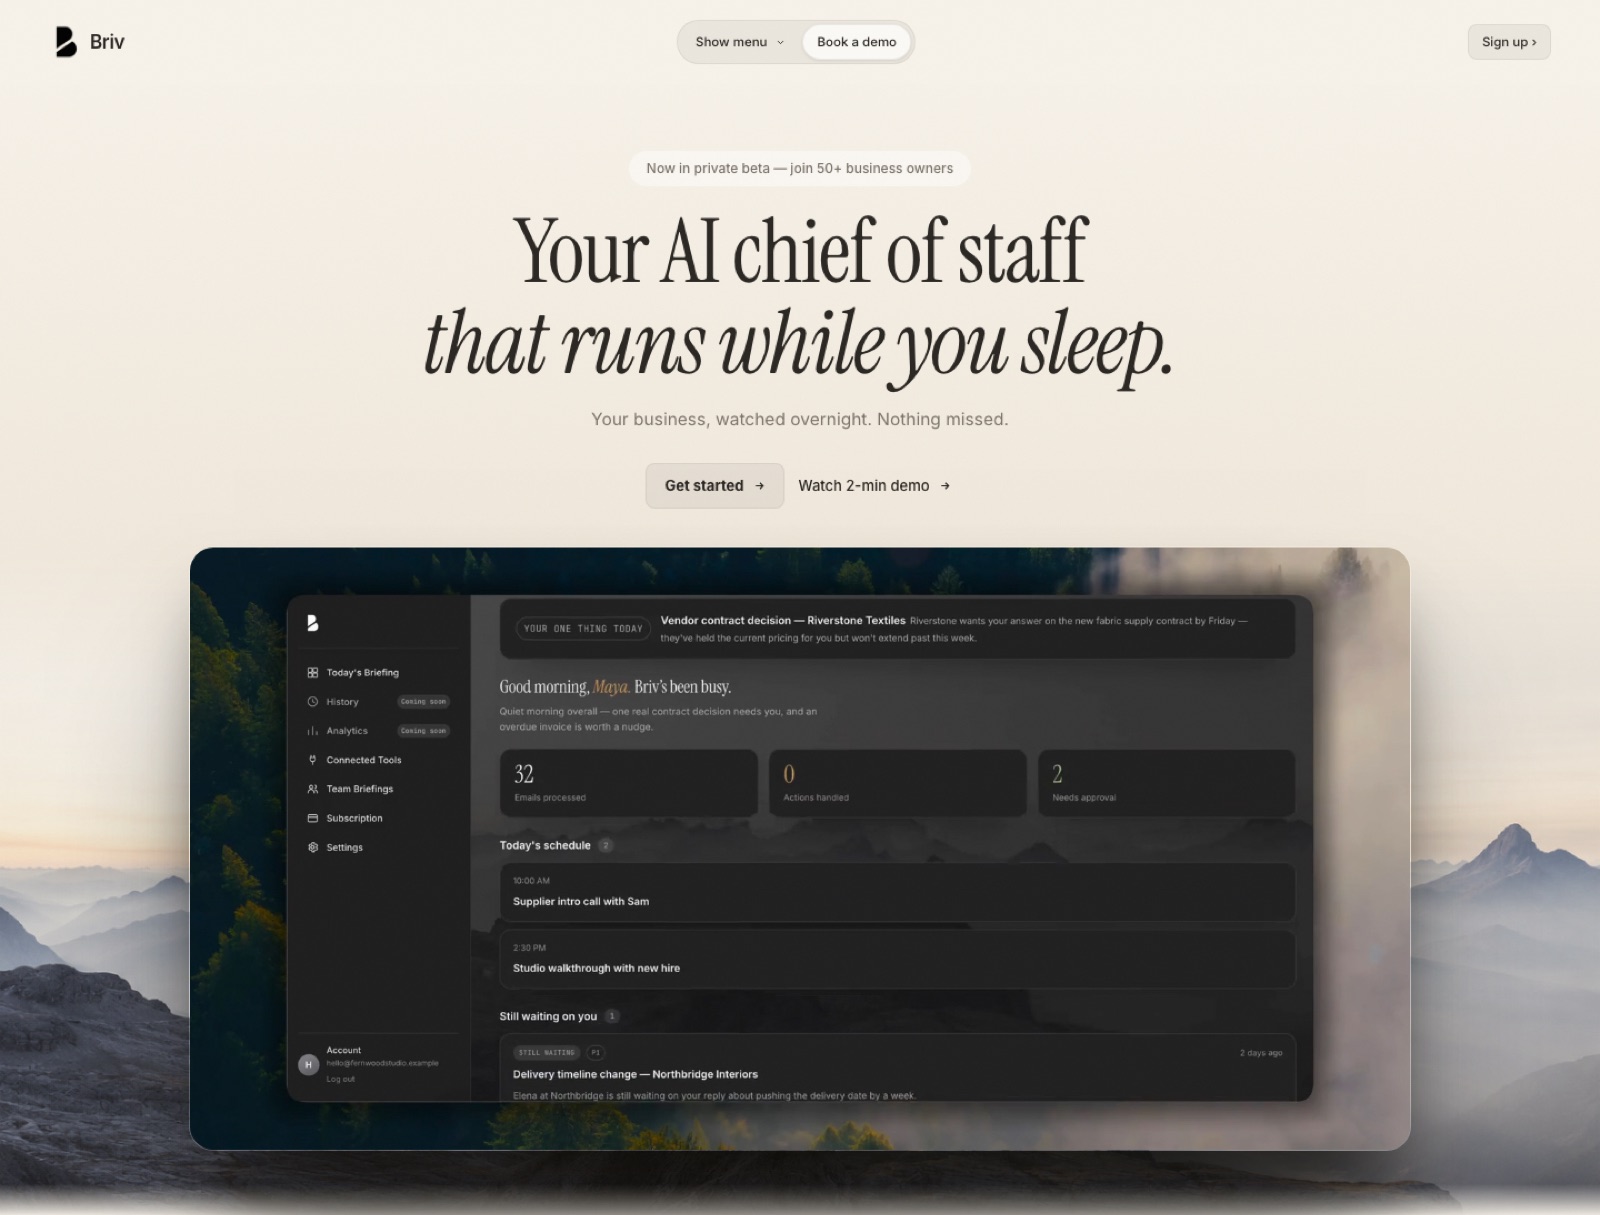 Briv
Show menu
Book a demo
Sign up ›
Now in private beta — join 50+ business owners
Your AI chief of staff
that runs while you sleep.
Your business, watched overnight. Nothing missed.
Get started →
Watch 2-min demo →
YOUR ONE THING TODAY
Vendor contract decision — Riverstone Textiles Riverstone wants your answer on the new fabric supply contract by Friday —
they've held the current pricing for you but won't extend past this week.
Today's Briefing
History
Coming soon
Analytics
Coming soon
Connected Tools
Team Briefings
Subscription
Settings
Good morning, Maya. Briv's been busy.
Quiet morning overall — one real contract decision needs you, and an
overdue invoice is worth a nudge.
32
Emails processed
0
Actions handled
2
Needs approval
Today's schedule 2
10:00 AM
Supplier intro call with Sam
2:30 PM
Studio walkthrough with new hire
Still waiting on you 1
STILL WAITING
P1
2 days ago
Delivery timeline change — Northbridge Interiors
Elena at Northbridge is still waiting on your reply about pushing the delivery date by a week.
H
Account
hello@fernwoodstudio.example
Log out